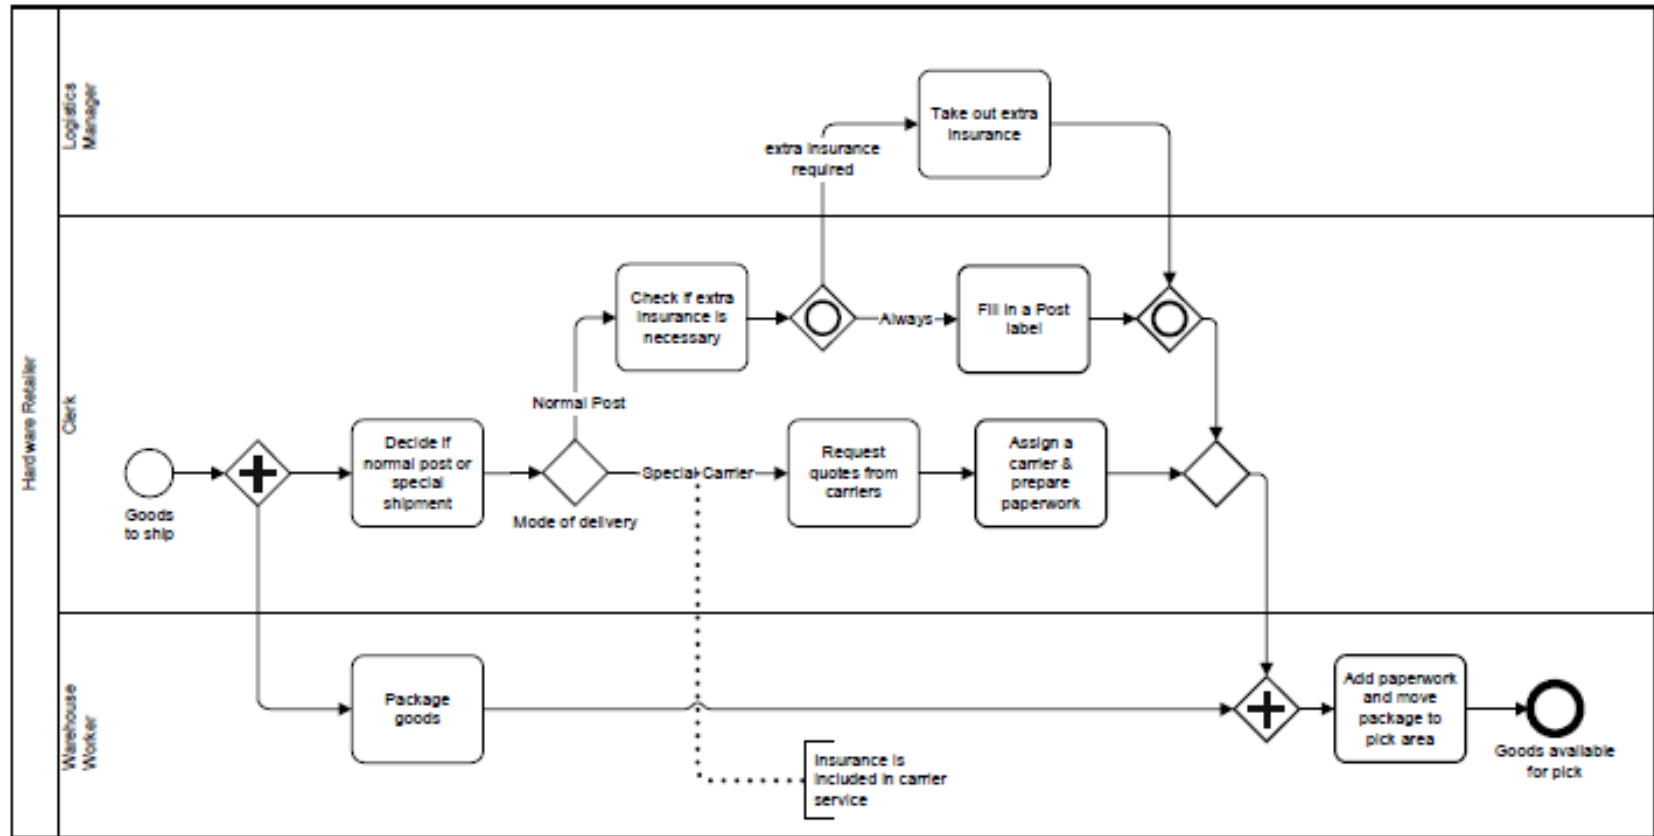 Hardware Retailer
Logistics
Manager
Take out extra
Insurance
extra Insurance
required
Clerk
Check if extra
Insurance is
necessary
Always
Fill in a Post
label
Normal Post
Goods
to ship
Decide if
normal post or
special
shipment
Mode of delivery
Special Carrier
Request
quotes from
carriers
Assign a
carrier &
prepare
paperwork
Warehouse
Worker
Package
goods
Insurance is
included in carrier
service
Add paperwork
and move
package to
pick area
Goods available
for pick